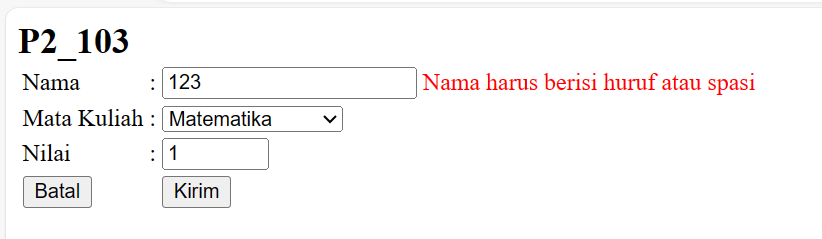 P2_103
Nama : 123 Nama harus berisi huruf atau spasi
Mata Kuliah : Matematika
Nilai : 1
Batal Kirim